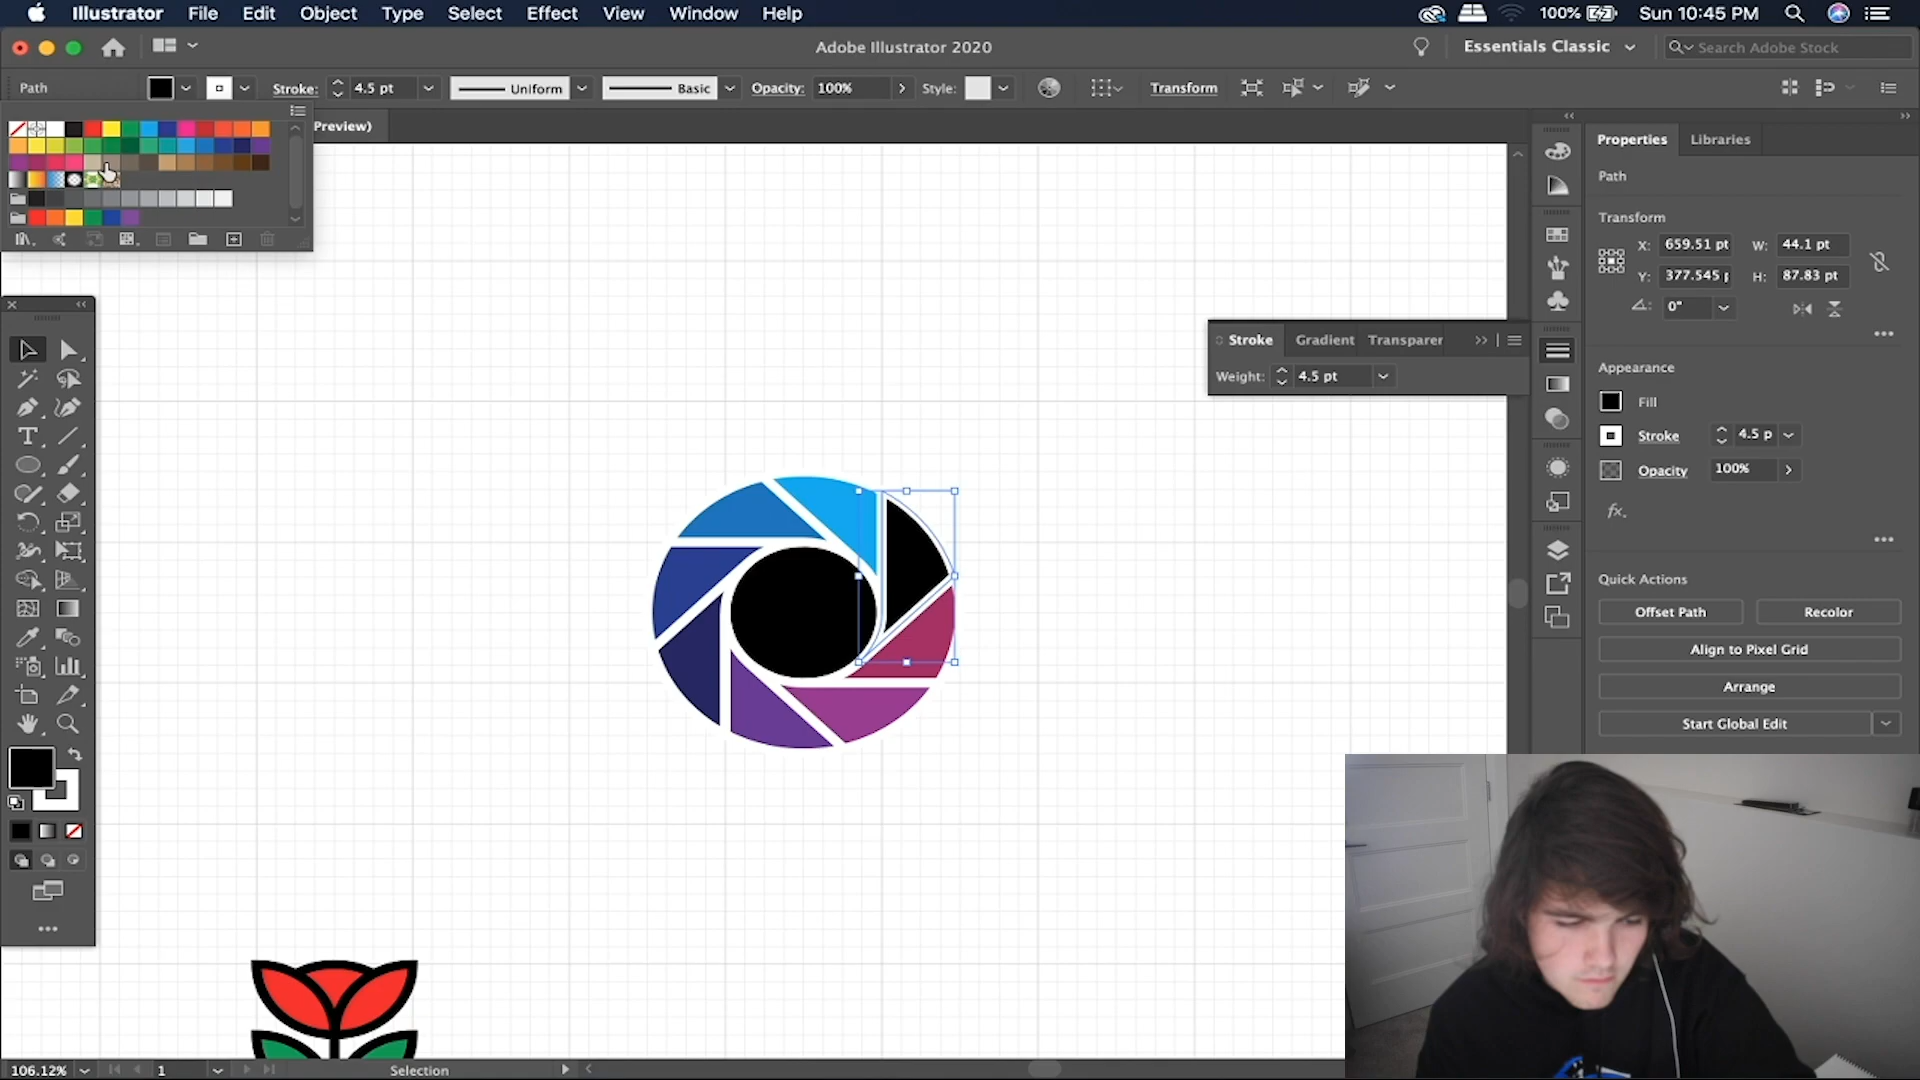 Illustrator File Edit Object Type Select Effect View Window Help 100% Sun 10:45 PM
Adobe Illustrator 2020 Essentials Classic Search Adobe Stock
Path Stroke: 4.5 pt Uniform Basic Opacity: 100% Style: Transform
Preview)
Properties Libraries
Path
Transform
X: 659.51 pt W: 44.1 pt
Y: 377.545 H: 87.83 pt
0°
Stroke Gradient Transparer
Weight: 4.5 pt
Appearance
Fill
Stroke 4.5 p
Opacity 100%
fx.
Quick Actions
Offset Path Recolor
Align to Pixel Grid
Arrange
Start Global Edit
106.12% 1 Selection